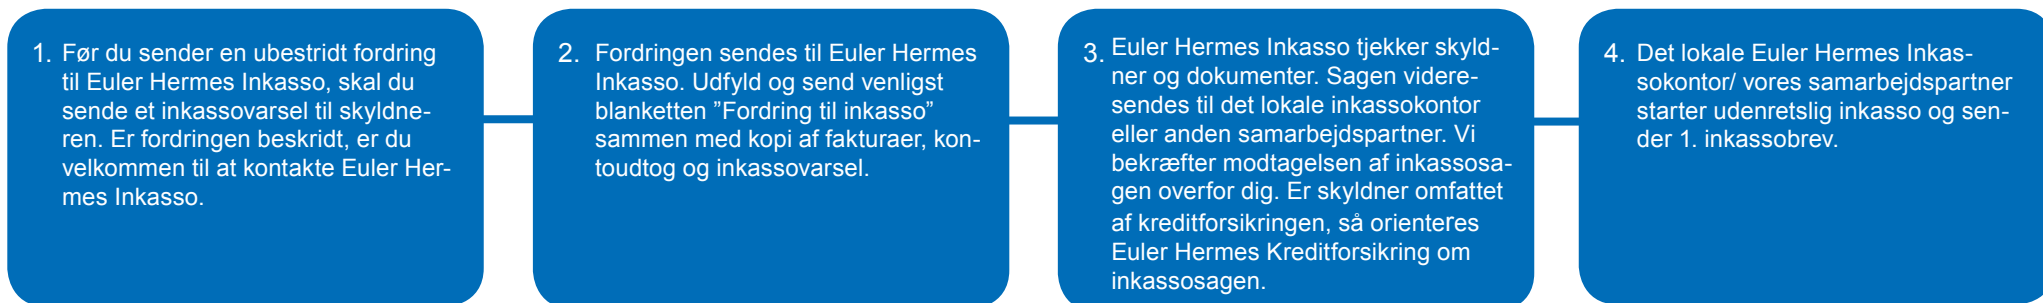 1. Før du sender en ubestridt fordring
til Euler Hermes Inkasso, skal du
sende et inkassovarsel til skyldne-
ren. Er fordringen beskridt, er du
velkommen til at kontakte Euler Her-
mes Inkasso.
2. Fordringen sendes til Euler Hermes
Inkasso. Udfyld og send venligst
blanketten ”Fordring til inkasso”
sammen med kopi af fakturaer, kon-
toudtog og inkassovarsel.
3. Euler Hermes Inkasso tjekker skyld-
ner og dokumenter. Sagen videre-
sendes til det lokale inkassokontor
eller anden samarbejdspartner. Vi
bekræfter modtagelsen af inkassosa-
gen overfor dig. Er skyldner omfattet
af kreditforsikringen, så orienteres
Euler Hermes Kreditforsikring om
inkassosagen.
4. Det lokale Euler Hermes Inkas-
sokontor/ vores samarbejdspartner
starter udenretslig inkasso og sen-
der 1. inkassobrev.